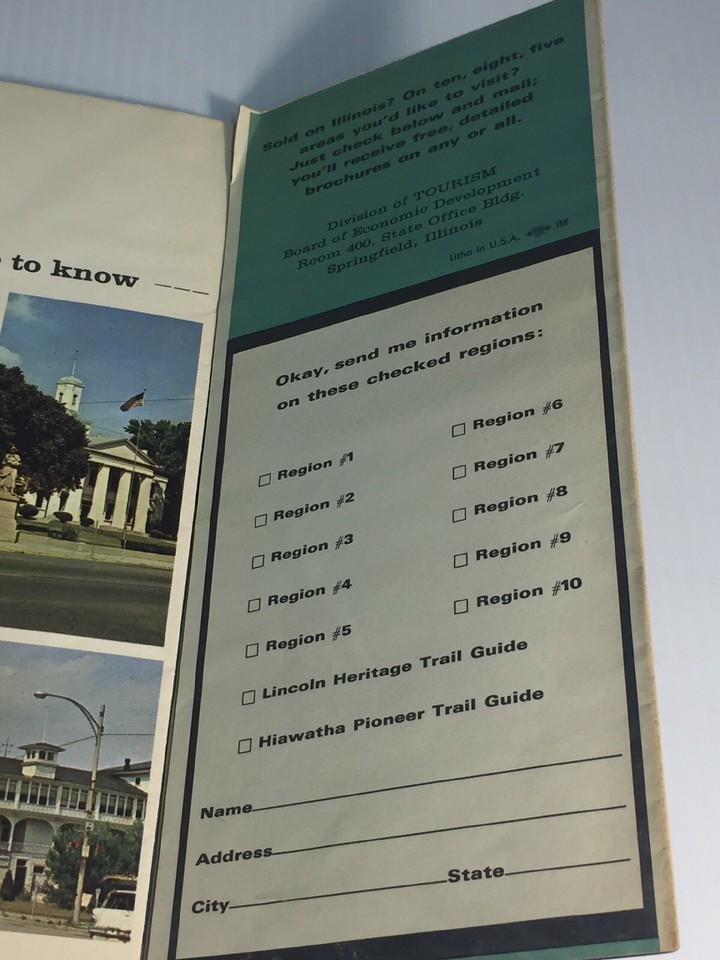 to know
Sold on Illinois? On ten, eight, five
areas you'd like to visit?
Just check below and mail;
you'll receive free, detailed
brochures on any or all.
Division of TOURISM
Board of Economic Development
Room 400, State Office Bldg.
Springfield, Illinois
Litho in U.S.A.
Okay, send me information
on these checked regions:
Region #1
Region #2
Region #3
Region #4
Region #5
Region #6
Region #7
Region #8
Region #9
Region #10
Lincoln Heritage Trail Guide
Hiawatha Pioneer Trail Guide
Name
Address
City State